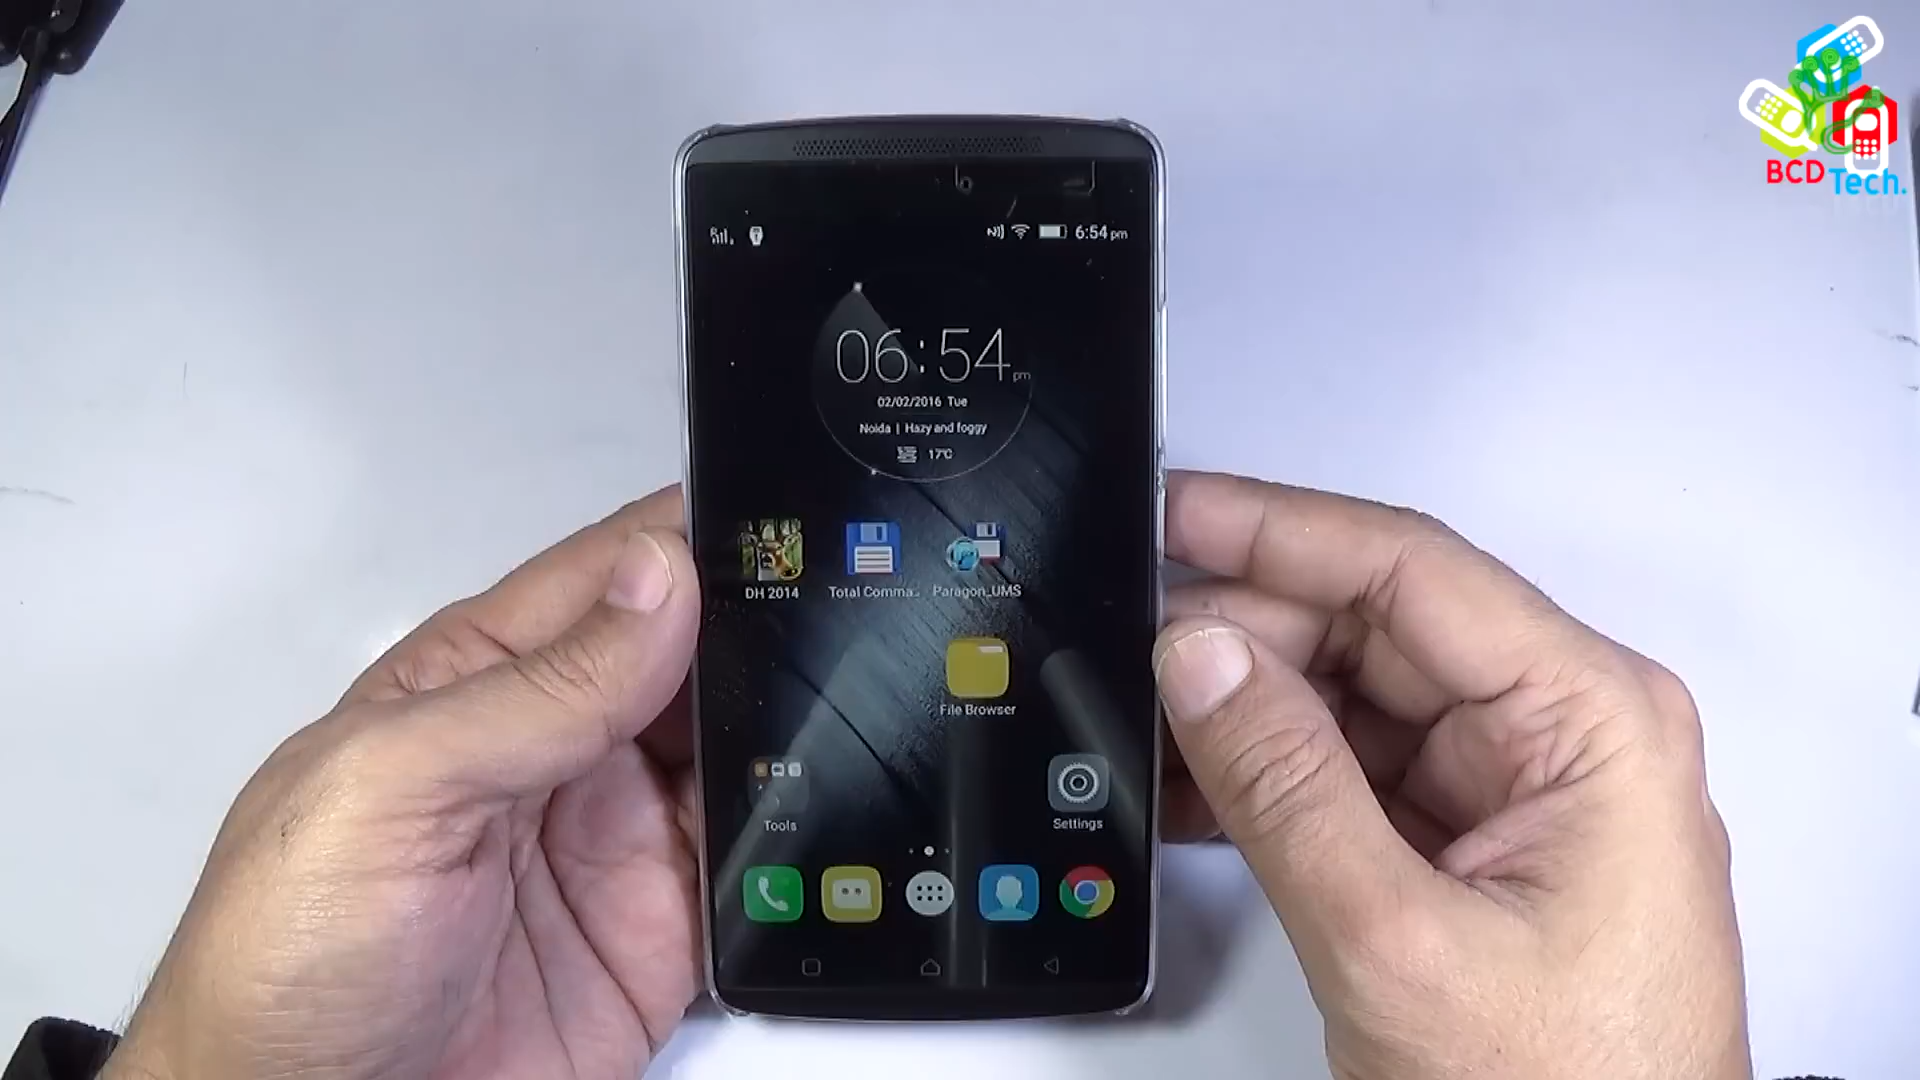 BCD Tech.
R
N
6:54 pm
06:54 pm
02/02/2016 Tue
Noida | Hazy and foggy
17°C
DH 2014
Total Comma..
Paragon_UMS
File Browser
Tools
Settings